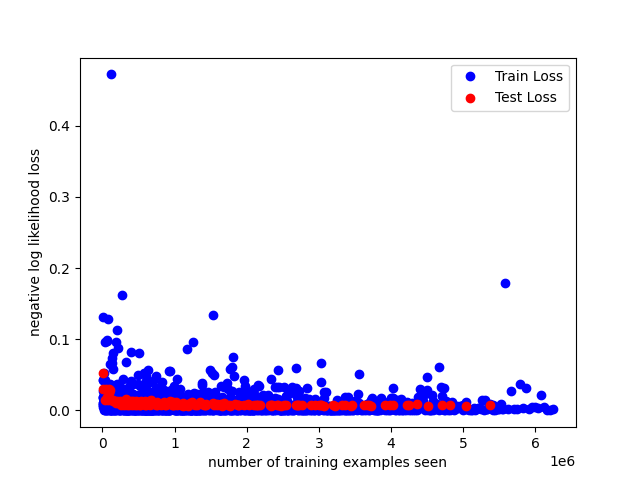 Train Loss
Test Loss
negative log likelihood loss
0.4
0.3
0.2
0.1
0.0
0 1 2 3 4 5 6
1e6
number of training examples seen